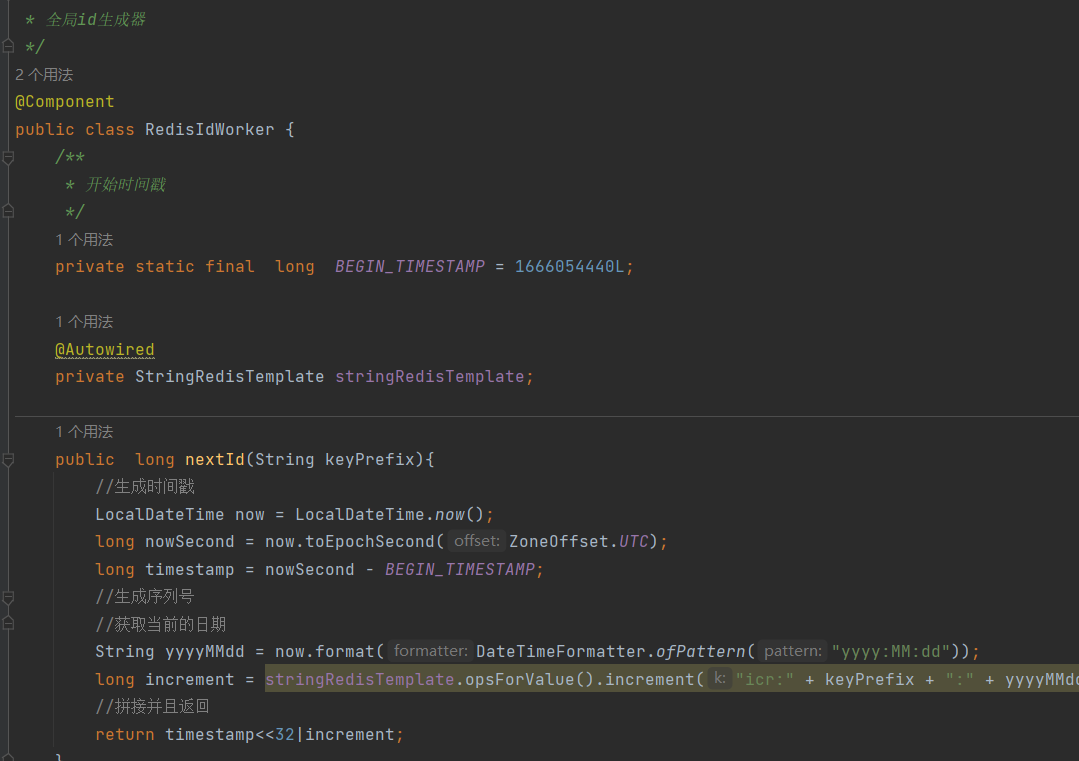 * 全局id生成器
*/
2 个用法
@Component
public class RedisIdWorker {
/**
* 开始时间戳
*/
1 个用法
private static final  long  BEGIN_TIMESTAMP = 1666054440L;
1 个用法
@Autowired
private StringRedisTemplate stringRedisTemplate;
1 个用法
public  long nextId(String keyPrefix){
//生成时间戳
LocalDateTime now = LocalDateTime.now();
long nowSecond = now.toEpochSecond( offset: ZoneOffset.UTC);
long timestamp = nowSecond - BEGIN_TIMESTAMP;
//生成序列号
//获取当前的日期
String yyyyMMdd = now.format( formatter: DateTimeFormatter.ofPattern( pattern: "yyyy:MM:dd"));
long increment = stringRedisTemplate.opsForValue().increment( k: "icr:" + keyPrefix + ":" + yyyyMMdd
//拼接并且返回
return timestamp<<32|increment;
}